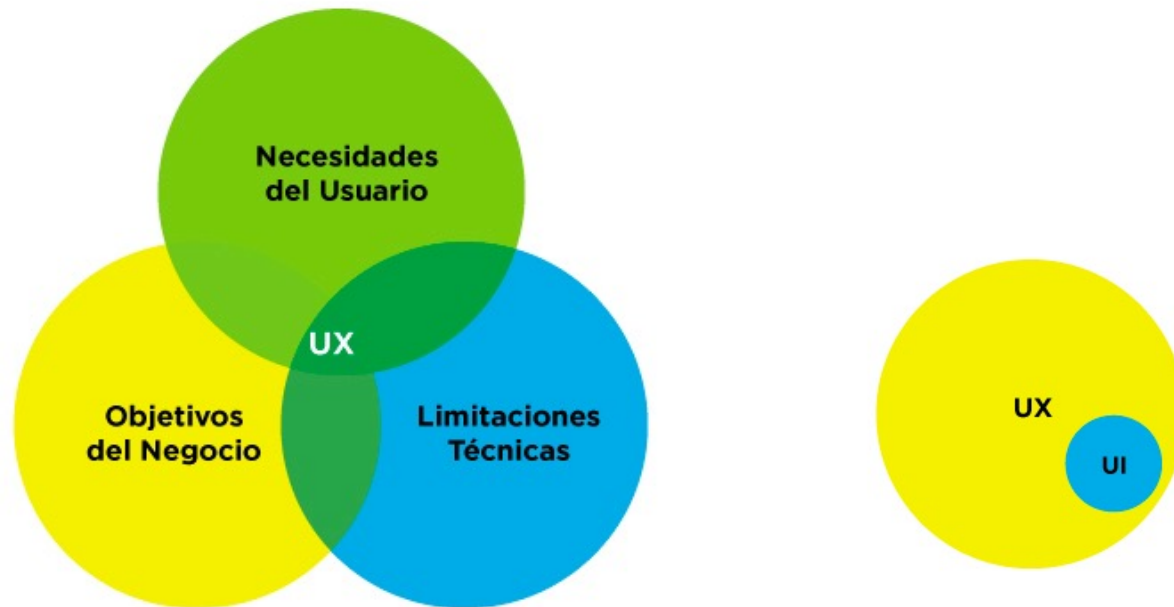 Necesidades
del Usuario
UX
Objetivos
del Negocio
Limitaciones
Técnicas
UX
UI